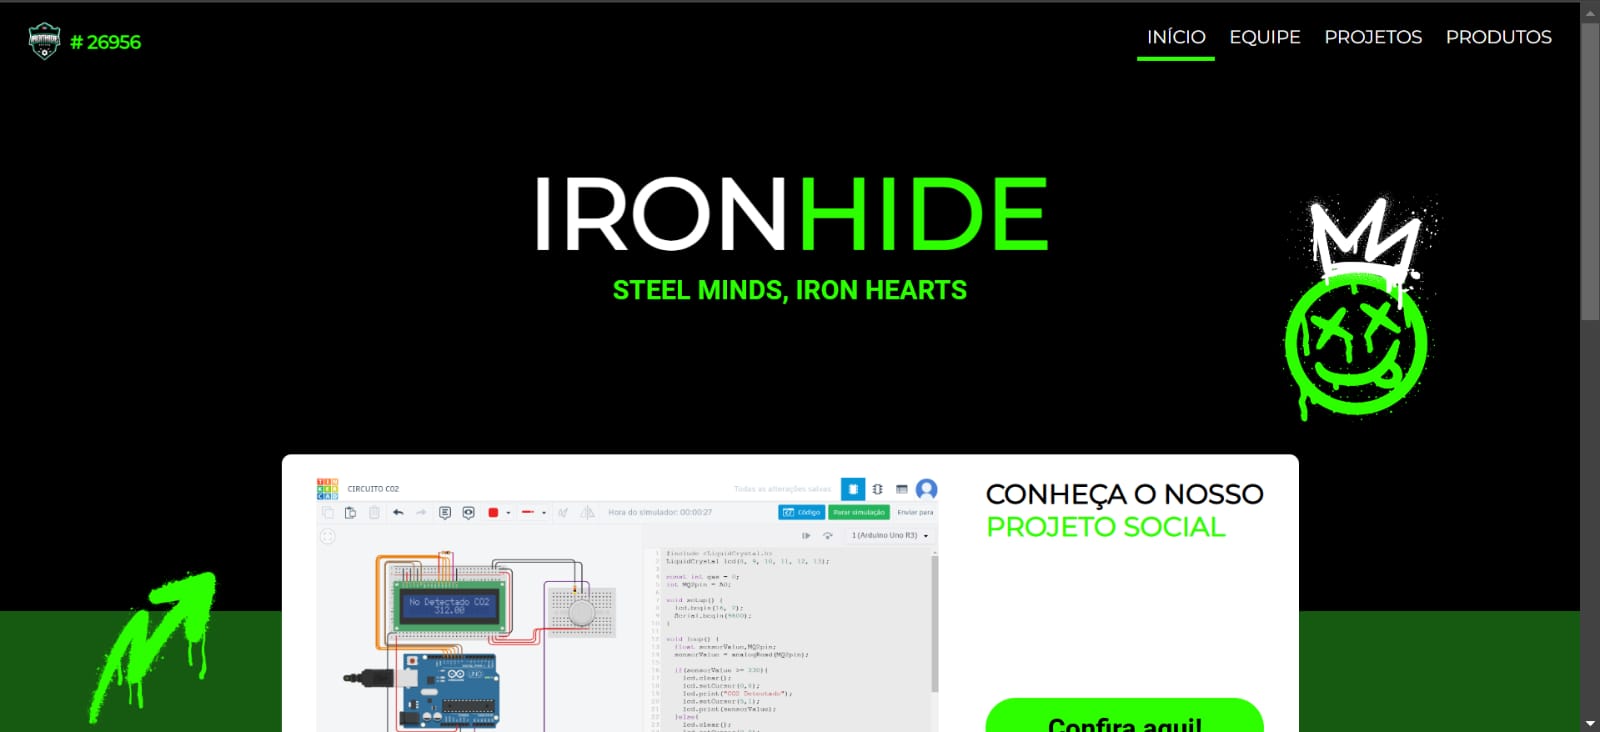 # 26956
INÍCIO EQUIPE PROJETOS PRODUTOS
IRONHIDE
STEEL MINDS, IRON HEARTS
CIRCUITO CO2
Todas as alterações salvas
Hora do simulador: 00:00:27
Código
Parar simulação
Enviar para
1 (Arduino Uno R3)
No Detectado CO2
312.00
UNO
#include <LiquidCrystal.h>
LiquidCrystal lcd(8, 9, 10, 11, 12, 13);
const int gas = 0;
int MQ2pin = A0;
void setup() {
lcd.begin(16, 2);
Serial.begin(9600);
}
void loop() {
float sensorValue,MQ2pin;
sensorValue = analogRead(MQ2pin);
if(sensorValue >= 330){
lcd.clear();
lcd.setCursor(0,0);
lcd.print("CO2 Detectado");
lcd.setCursor(5,1);
lcd.print(sensorValue);
}else{
lcd.clear();
CONHEÇA O NOSSO
PROJETO SOCIAL
Confira aqui!